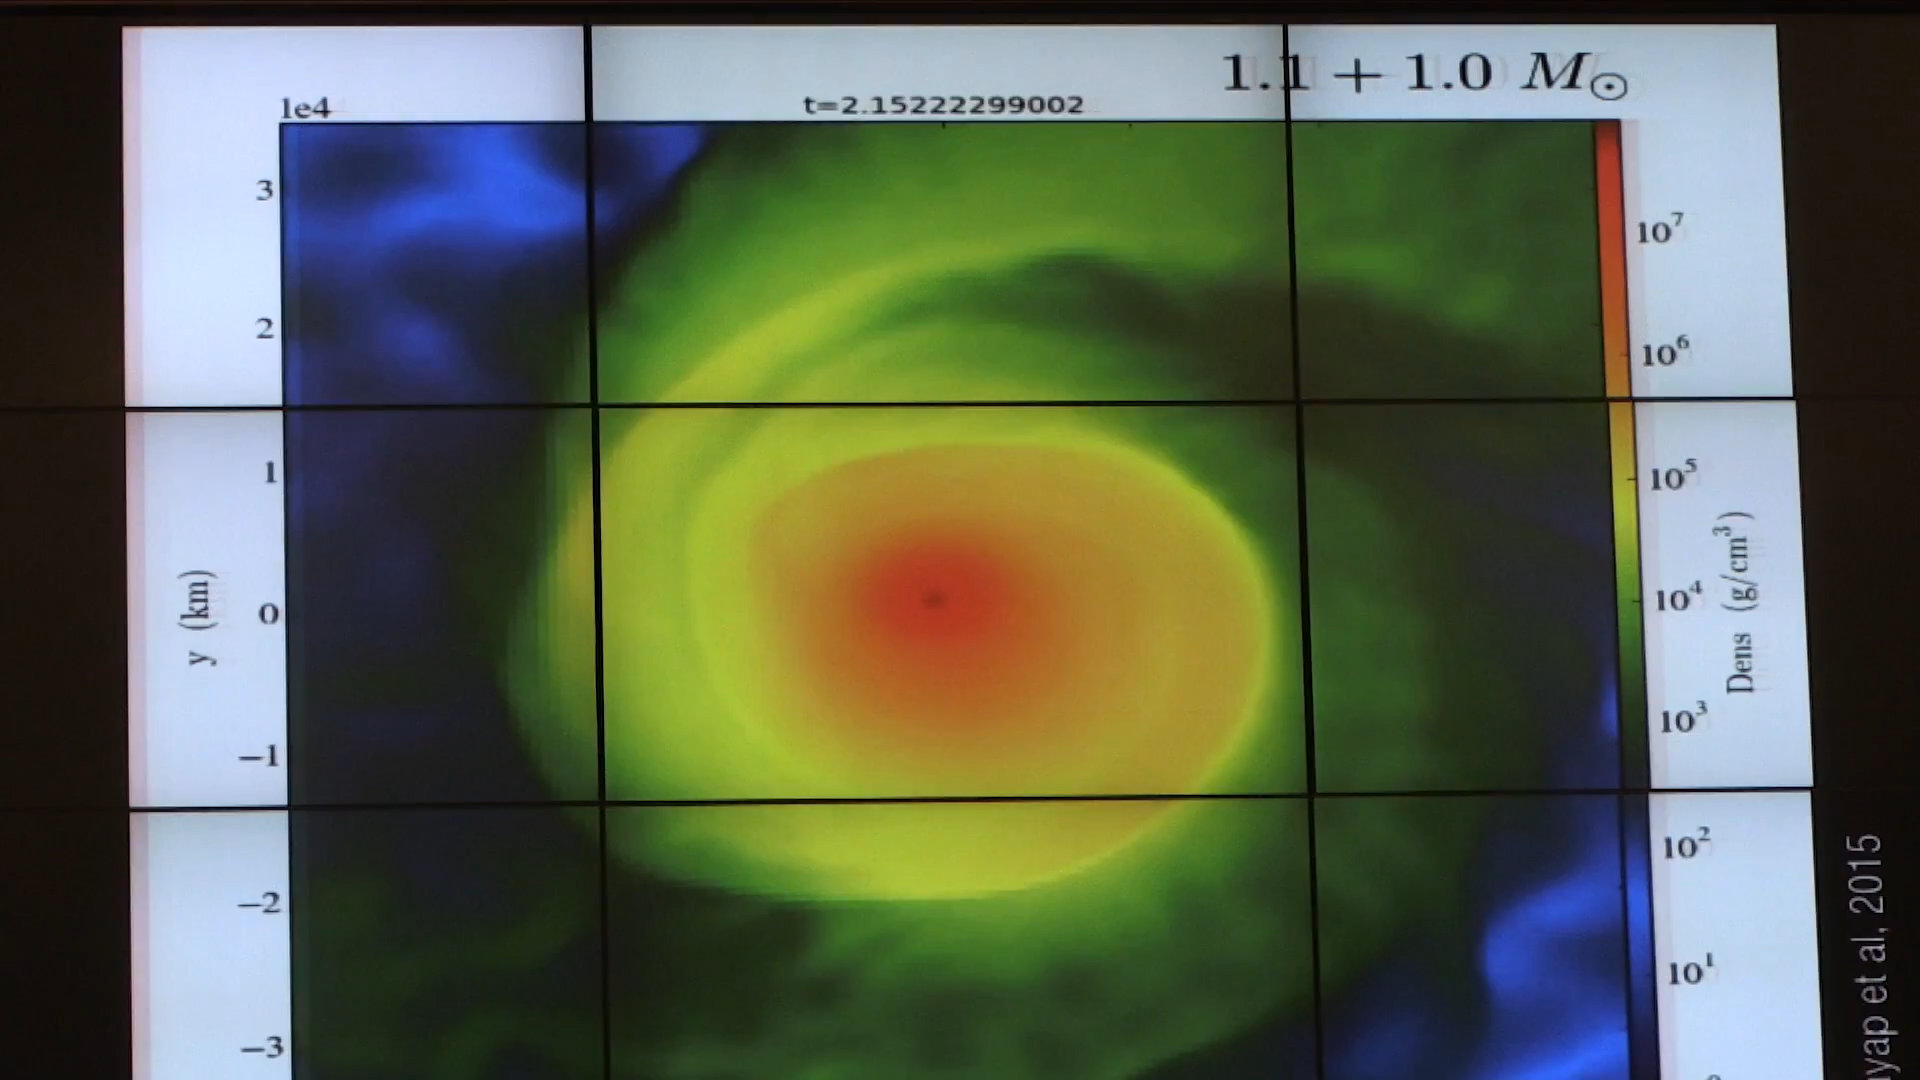 1.1 + 1.0 M⊙
1e4
t=2.15222299002
3
2
1
0
−1
−2
−3
y (km)
10⁷
10⁶
10⁵
10⁴
10³
10²
10¹
Dens (g/cm³)
et al, 2015